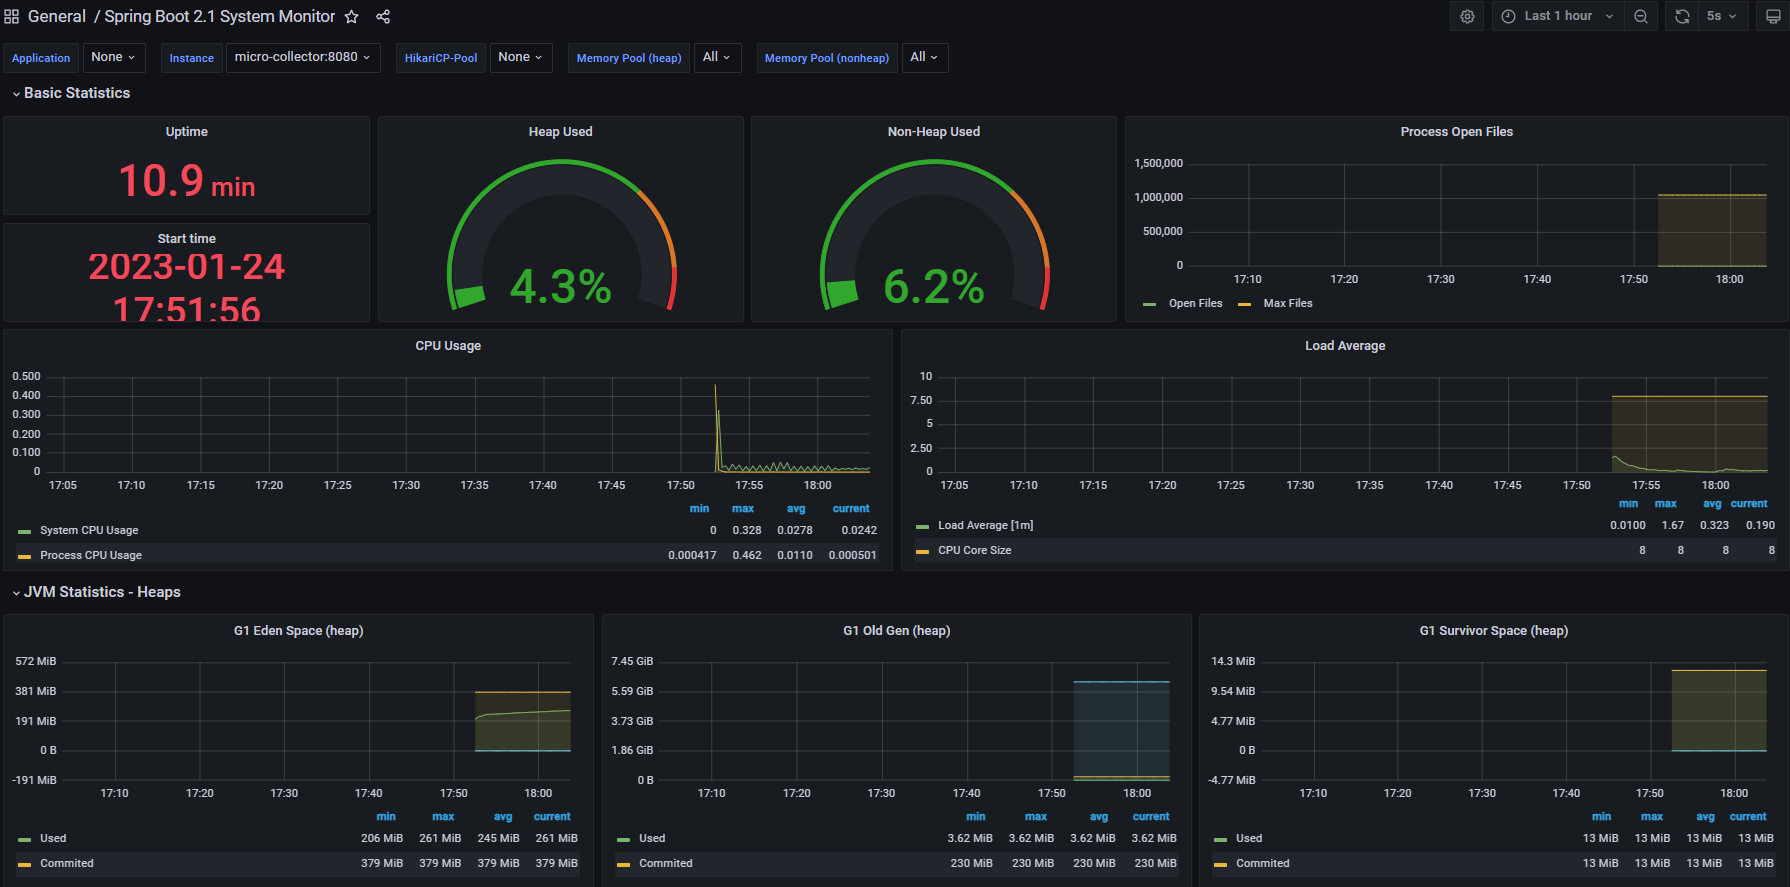 General / Spring Boot 2.1 System Monitor
Last 1 hour
5s
Application None Instance micro-collector:8080 HikariCP-Pool None Memory Pool (heap) All Memory Pool (nonheap) All
Basic Statistics
Uptime
10.9 min
Start time
2023-01-24
17:51:56
Heap Used
4.3%
Non-Heap Used
6.2%
Process Open Files
1,500,000
1,000,000
500,000
0
17:10 17:20 17:30 17:40 17:50 18:00
Open Files Max Files
CPU Usage
0.500
0.400
0.300
0.200
0.100
0
17:05 17:10 17:15 17:20 17:25 17:30 17:35 17:40 17:45 17:50 17:55 18:00
min max avg current
System CPU Usage 0 0.328 0.0278 0.0242
Process CPU Usage 0.000417 0.462 0.0110 0.000501
Load Average
10
7.50
5
2.50
0
17:05 17:10 17:15 17:20 17:25 17:30 17:35 17:40 17:45 17:50 17:55 18:00
min max avg current
Load Average [1m] 0.0100 1.67 0.323 0.190
CPU Core Size 8 8 8 8
JVM Statistics - Heaps
G1 Eden Space (heap)
572 MiB
381 MiB
191 MiB
0 B
-191 MiB
17:10 17:20 17:30 17:40 17:50 18:00
min max avg current
Used 206 MiB 261 MiB 245 MiB 261 MiB
Commited 379 MiB 379 MiB 379 MiB 379 MiB
G1 Old Gen (heap)
7.45 GiB
5.59 GiB
3.73 GiB
1.86 GiB
0 B
17:10 17:20 17:30 17:40 17:50 18:00
min max avg current
Used 3.62 MiB 3.62 MiB 3.62 MiB 3.62 MiB
Commited 230 MiB 230 MiB 230 MiB 230 MiB
G1 Survivor Space (heap)
14.3 MiB
9.54 MiB
4.77 MiB
0 B
-4.77 MiB
17:10 17:20 17:30 17:40 17:50 18:00
min max avg current
Used 13 MiB 13 MiB 13 MiB 13 MiB
Commited 13 MiB 13 MiB 13 MiB 13 MiB